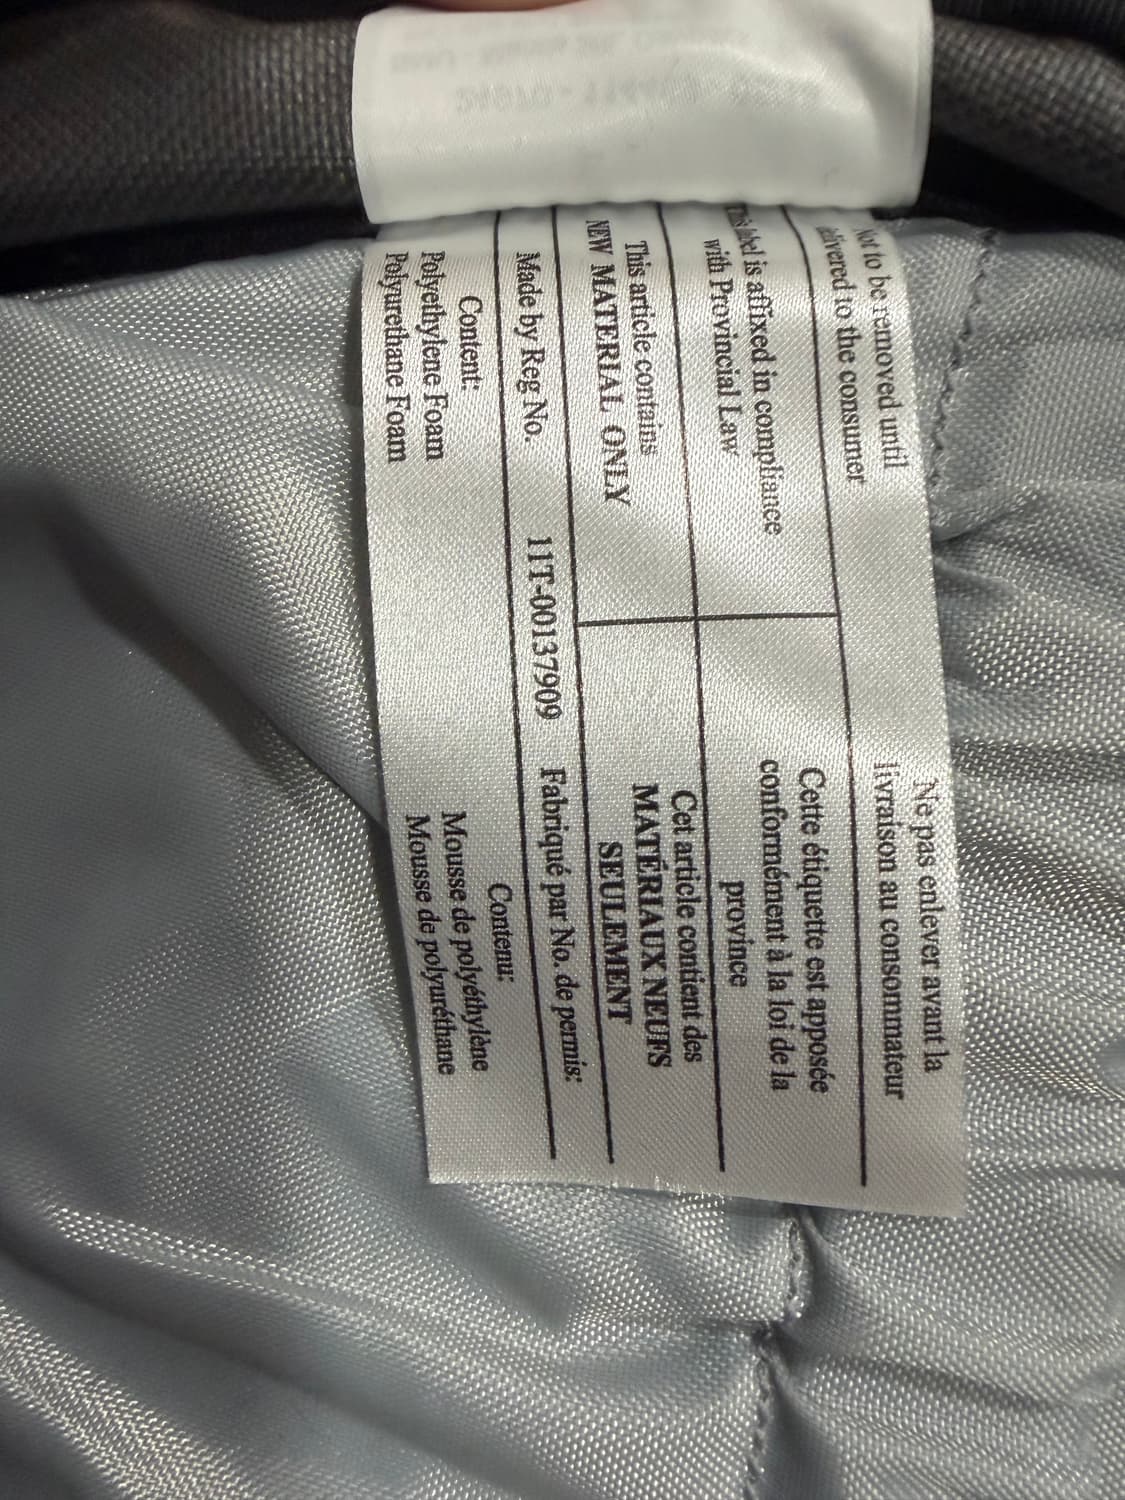 Not to be removed until
delivered to the consumer
Ne pas enlever avant la
livraison au consommateur
This label is affixed in compliance
with Provincial Law
Cette étiquette est apposée
conformément à la loi de la
province
This article contains
NEW MATERIAL ONLY
Cet article contient des
MATÉRIAUX NEUFS
SEULEMENT
Made by Reg No. 11T-00137909 Fabriqué par No. de permis:
Content:
Polyethylene Foam
Polyurethane Foam
Contenu:
Mousse de polyéthylène
Mousse de polyuréthane